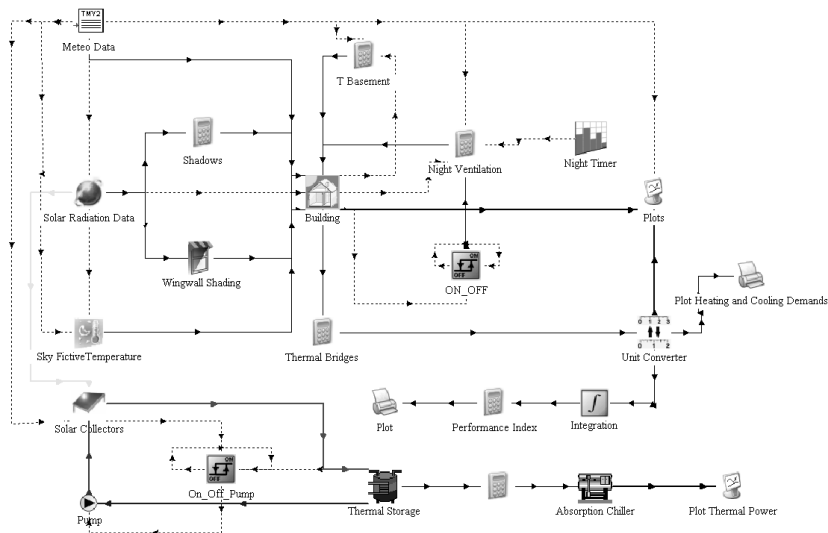 TMY2
Meteo Data
T Basement
Shadows
Night Ventilation
Night Timer
Solar Radiation Data
Building
Plots
Wingwall Shading
ON
OFF
ON_OFF
Plot Heating and Cooling Demands
Sky FictiveTemperature
Thermal Bridges
0 1 2 3
0 1 2
Unit Converter
Solar Collectors
Plot
Performance Index
∫
Integration
ON
OFF
On_Off_Pump
Pump
Thermal Storage
Absorption Chiller
Plot Thermal Power